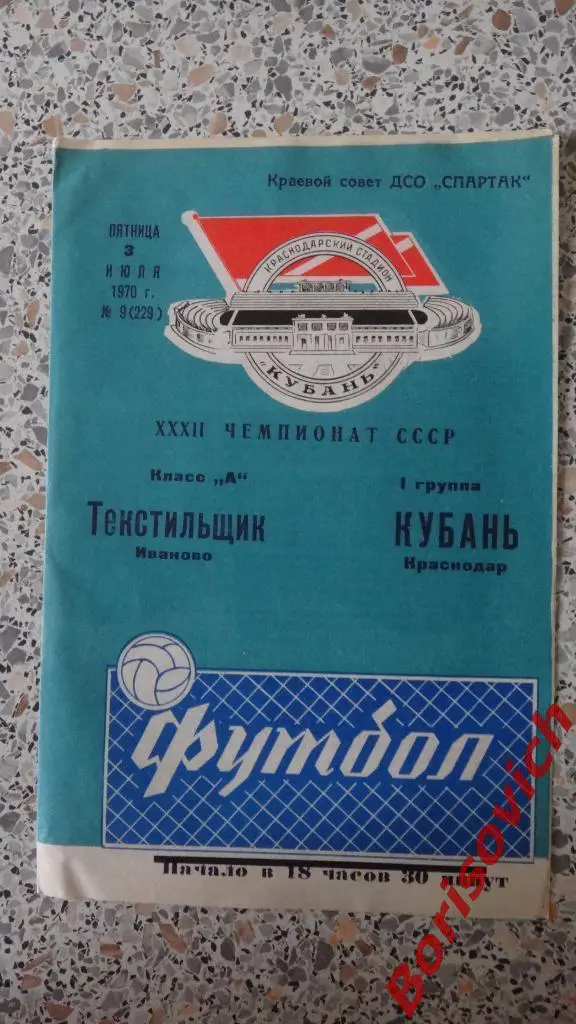 Краевой совет ДСО „СПАРТАК“
ПЯТНИЦА
3
ИЮЛЯ
1970 г.
№ 9(229)
КРАСНОДАРСКИЙ СТАДИОН
„КУБАНЬ“
XXXII ЧЕМПИОНАТ СССР
Класс „А“
I группа
Текстильщик
Иваново
КУБАНЬ
Краснодар
Футбол
Начало в 18 часов 30 минут
Borisovich